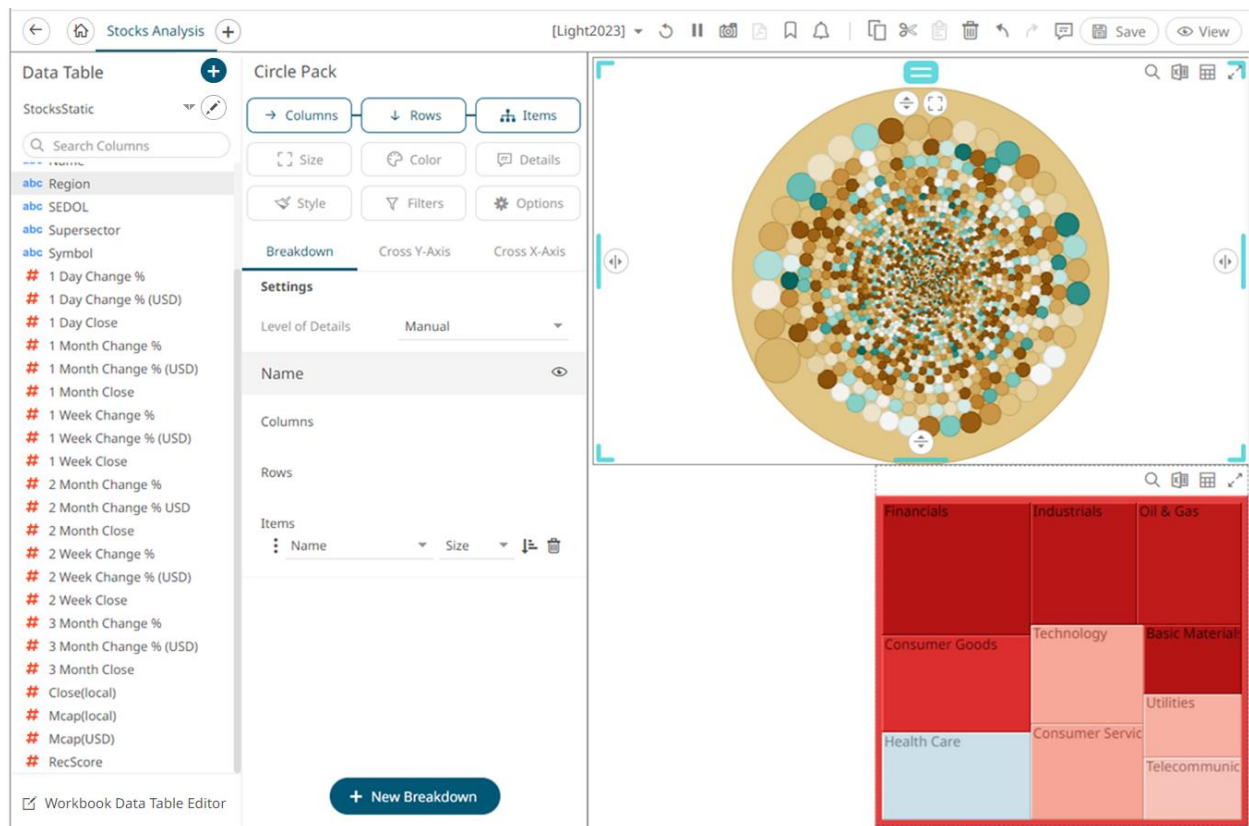 Stocks Analysis
[Light2023]
Save
View
Data Table
StocksStatic
Search Columns
Name
abc Region
abc SEDOL
abc Supersector
abc Symbol
# 1 Day Change %
# 1 Day Change % (USD)
# 1 Day Close
# 1 Month Change %
# 1 Month Change % (USD)
# 1 Month Close
# 1 Week Change %
# 1 Week Change % (USD)
# 1 Week Close
# 2 Month Change %
# 2 Month Change % USD
# 2 Month Close
# 2 Week Change %
# 2 Week Change % (USD)
# 2 Week Close
# 3 Month Change %
# 3 Month Change % (USD)
# 3 Month Close
# Close(local)
# Mcap(local)
# Mcap(USD)
# RecScore
Workbook Data Table Editor
Circle Pack
Columns
Rows
Items
Size
Color
Details
Style
Filters
Options
Breakdown
Cross Y-Axis
Cross X-Axis
Settings
Level of Details
Manual
Name
Columns
Rows
Items
Name
Size
New Breakdown
Financials
Industrials
Oil & Gas
Consumer Goods
Technology
Basic Materials
Utilities
Health Care
Consumer Servic
Telecommunic